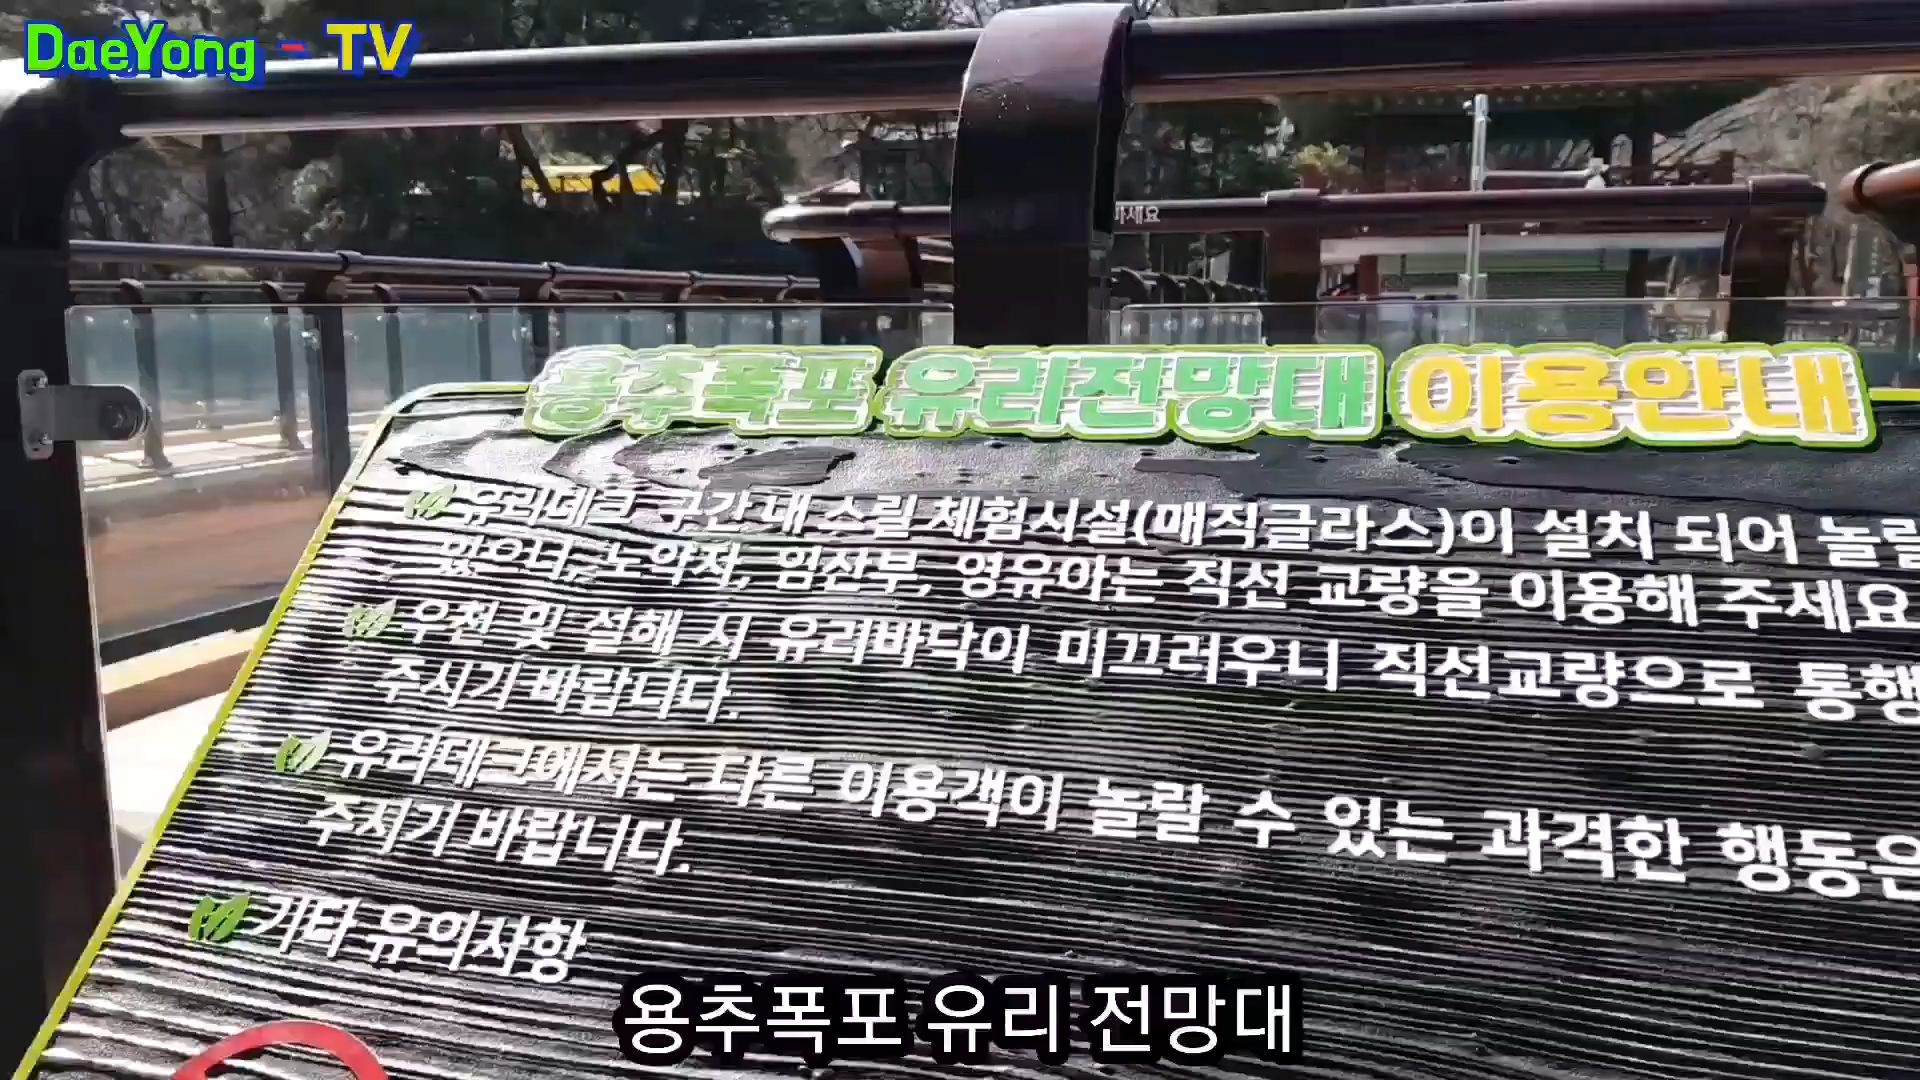 DaeYong - TV
마세요
용추폭포 유리전망대 이용안내
유리데크 구간 내 스릴 체험시설(매직글라스)이 설치 되어 놀랄
있으니, 노약자, 임산부, 영유아는 직선 교량을 이용해 주세요
우천 및 설해 시 유리바닥이 미끄러우니 직선교량으로 통행
주시기 바랍니다.
유리데크에서는 다른 이용객이 놀랄 수 있는 과격한 행동은
주시기 바랍니다.
기타 유의사항
용추폭포 유리 전망대